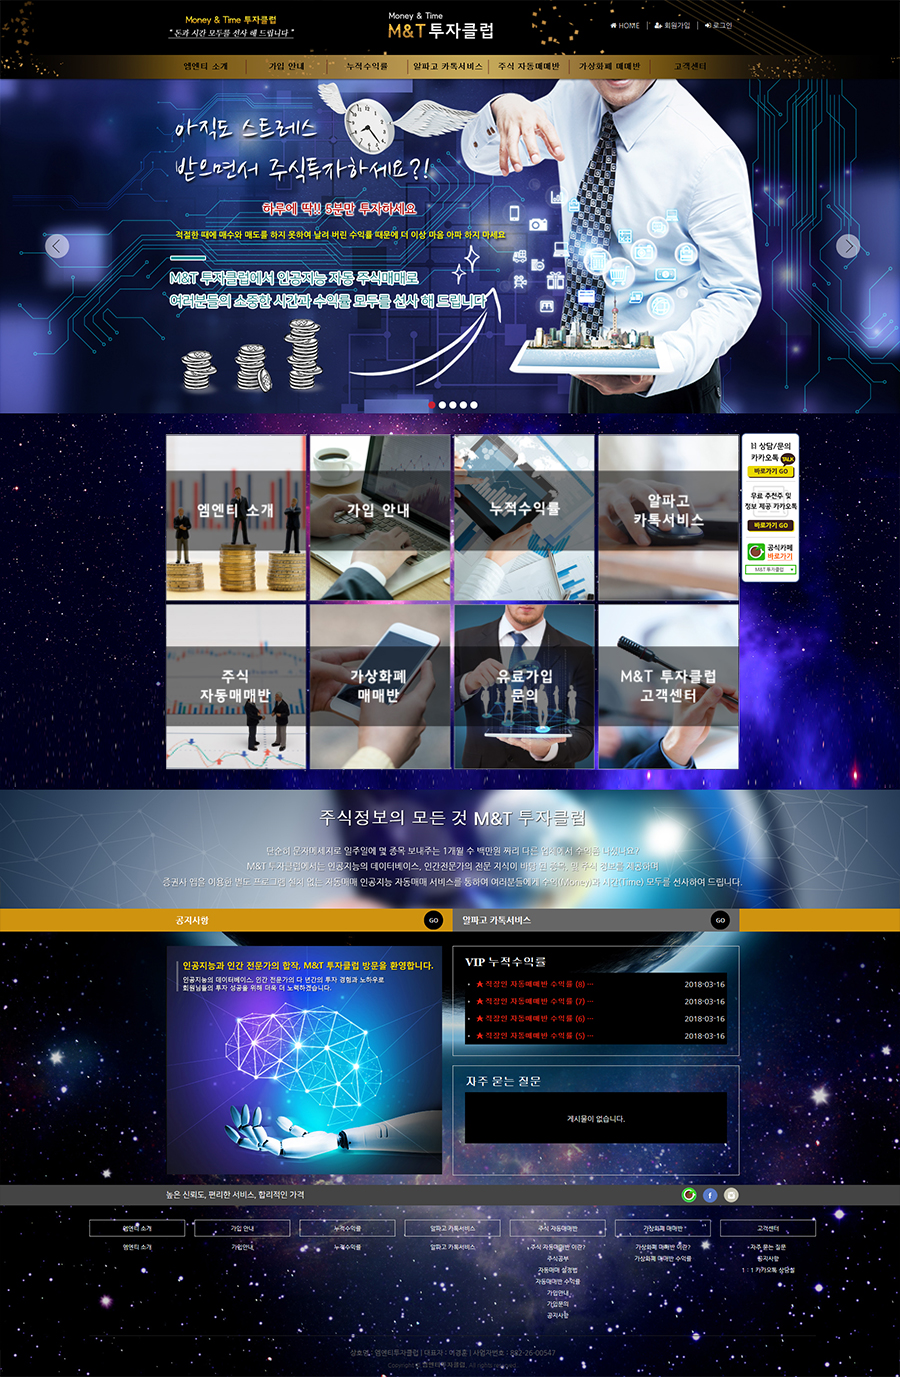 Money & Time 투자클럽
" 돈과 시간 모두를 선사 해 드립니다 "
Money & Time
M&T 투자클럽
HOME | 회원가입 | 로그인
엠엔티 소개 | 가입 안내 | 누적수익률 | 알파고 카톡서비스 | 주식 자동매매반 | 가상화폐 매매반 | 고객센터
아직도 스트레스
받으면서 주식투자하세요?!
하루에 딱!! 5분만 투자하세요
적절한 때에 매수와 매도를 하지 못하여 날려 버린 수익률 때문에 더 이상 마음 아파 하지 마세요
M&T 투자클럽에서 인공지능 자동 주식매매로
여러분들의 소중한 시간과 수익률 모두를 선사 해 드립니다
엠엔티 소개
가입 안내
누적수익률
알파고
카톡서비스
1:1 상담/문의
카카오톡
TALK
바로가기 GO
무료 추천주 및
정보 제공 카카오톡
바로가기 GO
공식카페
바로가기
M&T 투자클럽
주식
자동매매반
가상화폐
매매반
유료가입
문의
M&T 투자클럽
고객센터
주식정보의 모든 것 M&T 투자클럽
단순히 문자메세지로 일주일에 몇 종목 보내주는 1개월 수 백만원 짜리 다른 업체에서 수익률 나셨나요?
M&T 투자클럽에서는 인공지능의 데이터베이스, 인간전문가의 전문 지식이 바탕 된 종목, 및 주식 정보를 제공하며
증권사 앱을 이용한 별도 프로그램 설치 없는 자동매매 인공지능 자동매매 서비스를 통하여 여러분들에게 수익(Money)와 시간(Time) 모두를 선사하여 드립니다.
공지사항 GO
알파고 카톡서비스 GO
인공지능과 인간 전문가의 합작, M&T 투자클럽 방문을 환영합니다.
인공지능의 데이터베이스, 인간 전문가의 다 년간의 투자 경험과 노하우로
회원님들의 투자 성공을 위해 더욱 더 노력하겠습니다.
VIP 누적수익률
★ 직장인 자동매매반 수익률 (8) ··· 2018-03-16
★ 직장인 자동매매반 수익률 (7) ··· 2018-03-16
★ 직장인 자동매매반 수익률 (6) ··· 2018-03-16
★ 직장인 자동매매반 수익률 (5) ··· 2018-03-16
자주 묻는 질문
게시물이 없습니다.
높은 신뢰도, 편리한 서비스, 합리적인 가격
엠엔티 소개
가입 안내
누적수익률
알파고 카톡서비스
주식 자동매매반
가상화폐 매매반
고객센터
엠엔티 소개
가입안내
누적수익률
알파고 카톡서비스
주식 자동매매반 이란?
주식공부
자동매매 설정법
자동매매반 수익률
가입안내
가입문의
공지사항
가상화폐 매매반 이란?
가상화폐 매매반 수익률
자주 묻는 질문
공지사항
1 : 1 카카오톡 상담실
상호명 : 엠엔티투자클럽 | 대표자 : 여경훈 | 사업자번호 : 882-26-00547
Copyright © 엠엔티투자클럽. All rights reserved.